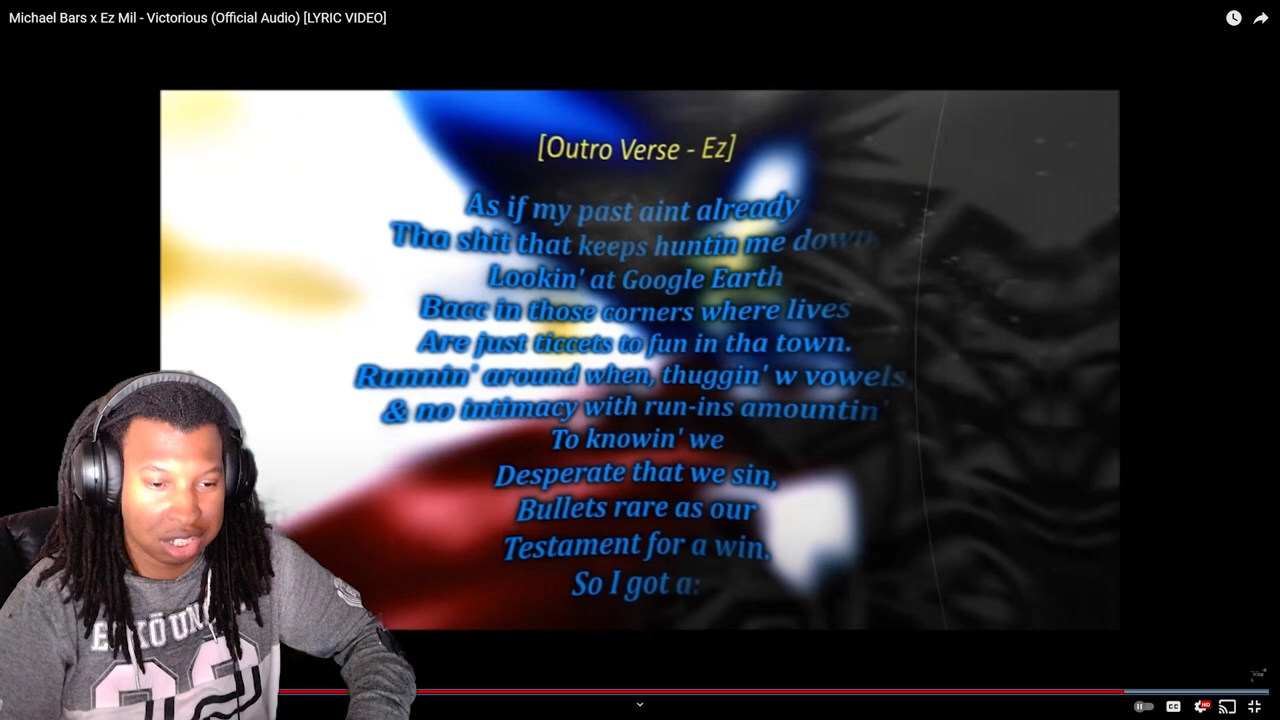 Michael Bars x Ez Mil - Victorious (Official Audio) [LYRIC VIDEO]
[Outro Verse - Ez]
As if my past aint already
Tha shit that keeps huntin me down,
Lookin' at Google Earth
Bacc in those corners where lives
Are just ticcets to fun in tha town.
Runnin' around when, thuggin' w vowels
& no intimacy with run-ins amountin'
To knowin' we
Desperate that we sin,
Bullets rare as our
Testament for a win.
So I got a:
CC
HD